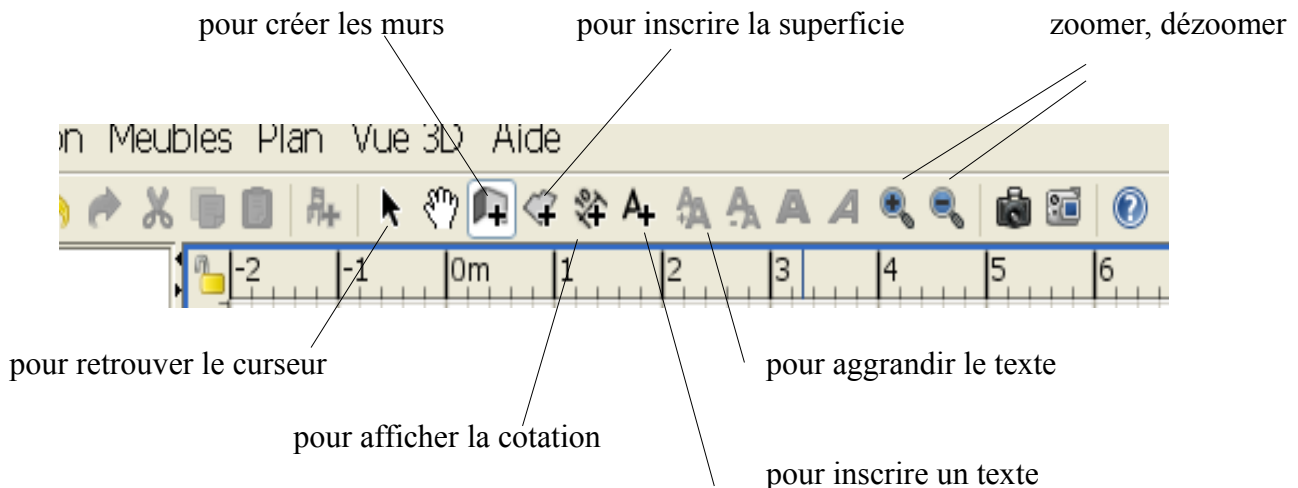 pour créer les murs pour inscrire la superficie zoomer, dézoomer
on Meubles Plan Vue 3D Aide
-2 -1 0m 1 2 3 4 5 6
pour retrouver le curseur pour aggrandir le texte
pour afficher la cotation
pour inscrire un texte